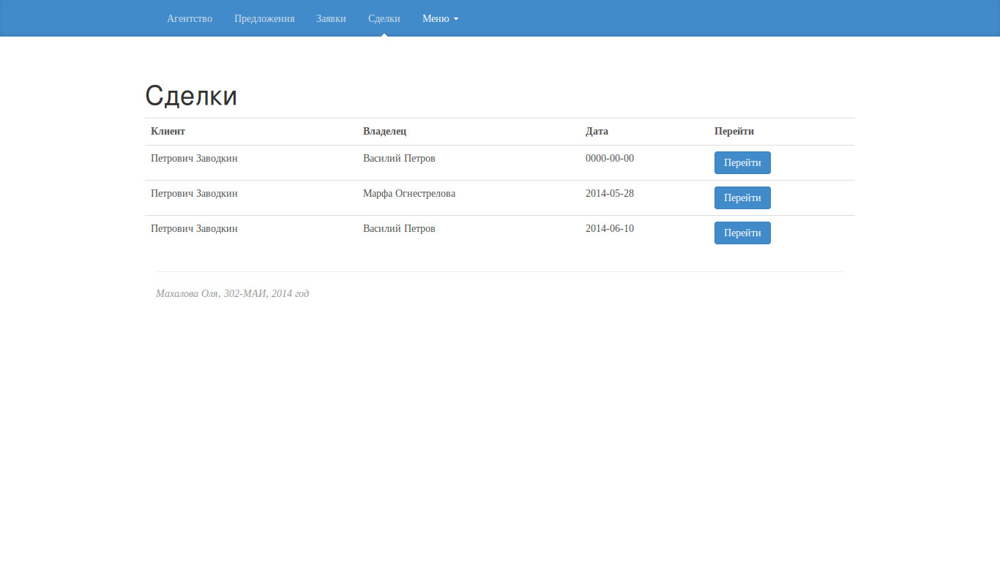 Агентство Предложения Заявки Сделки Меню
Сделки
Клиент Владелец Дата Перейти
Петрович Заводкин Василий Петров 0000-00-00 Перейти
Петрович Заводкин Марфа Огнестрелова 2014-05-28 Перейти
Петрович Заводкин Василий Петров 2014-06-10 Перейти
Махалова Оля, 302-МАИ, 2014 год